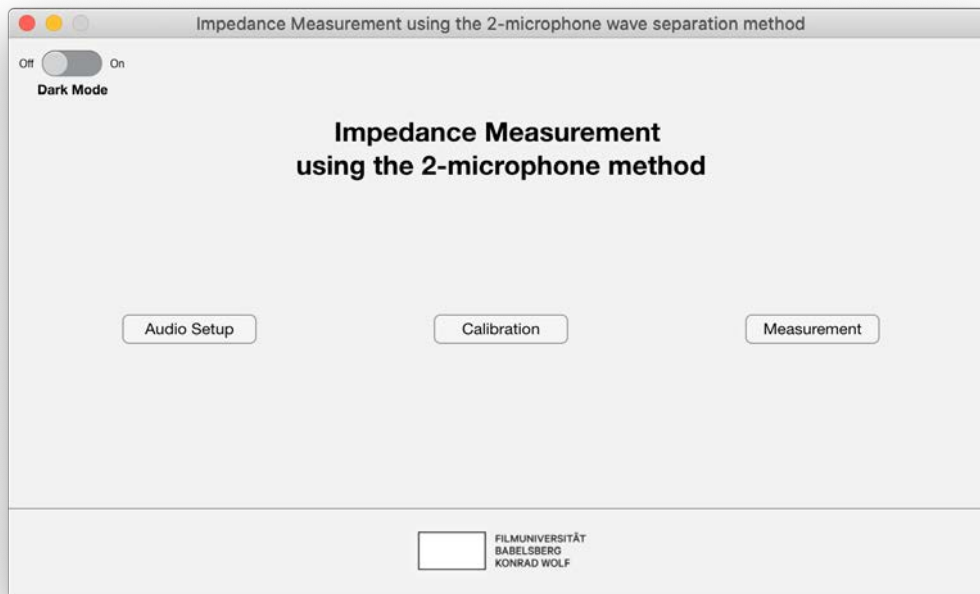 Impedance Measurement using the 2-microphone wave separation method
Off On
Dark Mode
Impedance Measurement
using the 2-microphone method
Audio Setup Calibration Measurement
FILMUNIVERSITÄT
BABELSBERG
KONRAD WOLF